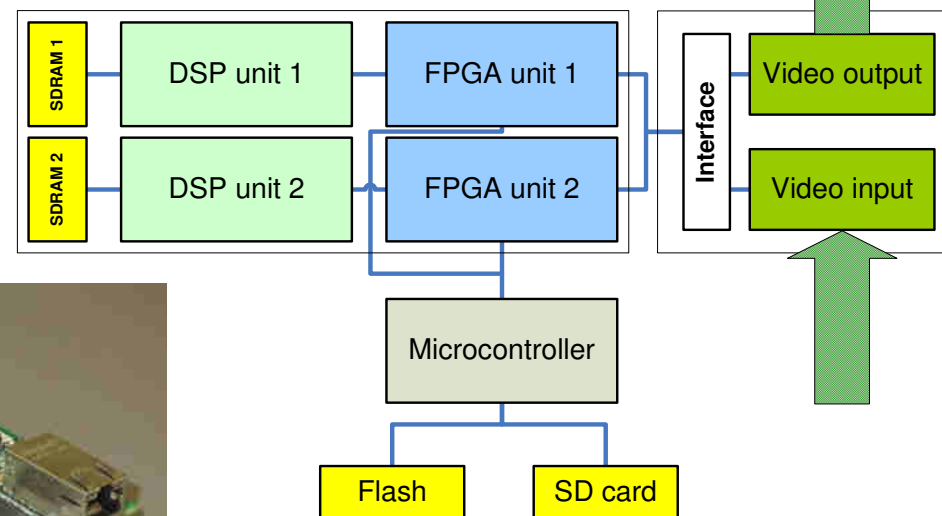 SDRAM 1
DSP unit 1
FPGA unit 1
SDRAM 2
DSP unit 2
FPGA unit 2
Interface
Video output
Video input
Microcontroller
Flash
SD card